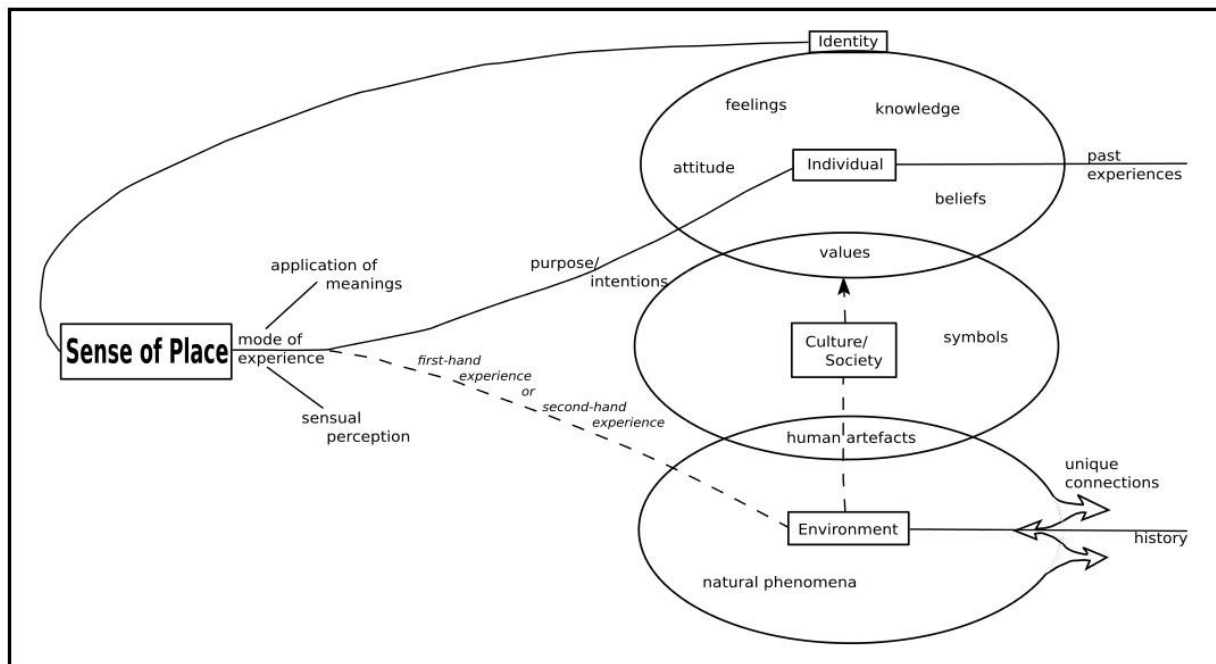 Identity
feelings
knowledge
attitude
Individual
past
experiences
beliefs
values
purpose/
intentions
application of
meanings
Sense of Place
mode of
experience
sensual
perception
first-hand
experience
or
second-hand
experience
Culture/
Society
symbols
human artefacts
unique
connections
Environment
history
natural phenomena